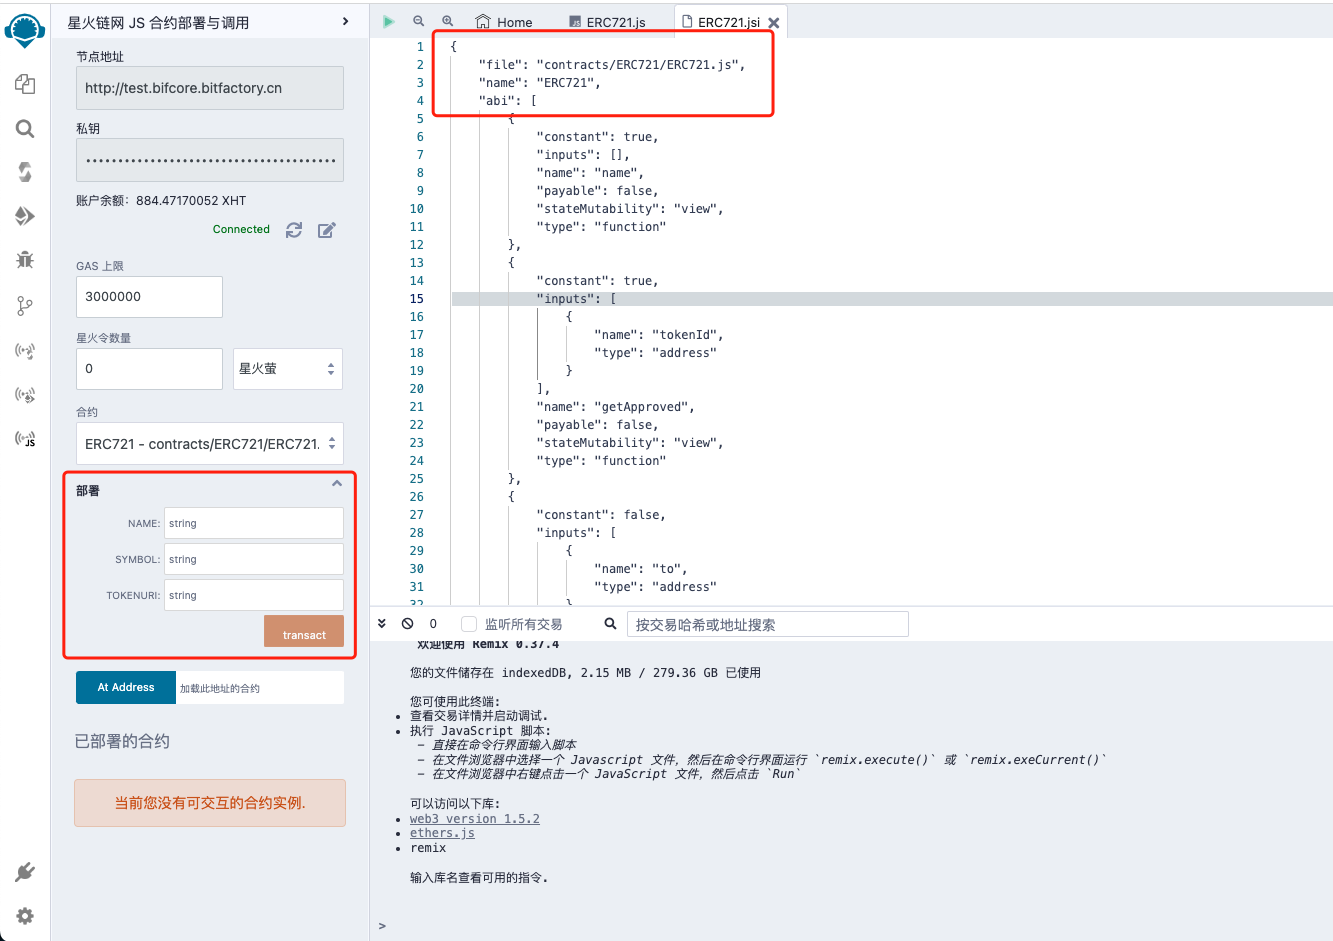 星火链网 JS 合约部署与调用
节点地址
http://test.bifcore.bitfactory.cn
私钥
••••••••••••••••••••••••••••••••••••••
账户余额：884.47170052 XHT
Connected
GAS 上限
3000000
星火令数量
0
星火萤
合约
ERC721 - contracts/ERC721/ERC721.
部署
NAME: string
SYMBOL: string
TOKENURI: string
transact
At Address 加载此地址的合约
已部署的合约
当前您没有可交互的合约实例.
JS
Home
JS ERC721.js
ERC721.jsi
1 {
2 "file": "contracts/ERC721/ERC721.js",
3 "name": "ERC721",
4 "abi": [
5 {
6 "constant": true,
7 "inputs": [],
8 "name": "name",
9 "payable": false,
10 "stateMutability": "view",
11 "type": "function"
12 },
13 {
14 "constant": true,
15 "inputs": [
16 {
17 "name": "tokenId",
18 "type": "address"
19 }
20 ],
21 "name": "getApproved",
22 "payable": false,
23 "stateMutability": "view",
24 "type": "function"
25 },
26 {
27 "constant": false,
28 "inputs": [
29 {
30 "name": "to",
31 "type": "address"
32 }
0 监听所有交易 按交易哈希或地址搜索
欢迎使用 Remix 0.37.4
您的文件储存在 indexedDB, 2.15 MB / 279.36 GB 已使用
您可使用此终端:
• 查看交易详情并启动调试.
• 执行 JavaScript 脚本:
- 直接在命令行界面输入脚本
- 在文件浏览器中选择一个 Javascript 文件，然后在命令行界面运行 `remix.execute()` 或 `remix.exeCurrent()`
- 在文件浏览器中右键点击一个 JavaScript 文件，然后点击 `Run`
可以访问以下库:
• web3 version 1.5.2
• ethers.js
• remix
输入库名查看可用的指令.
>